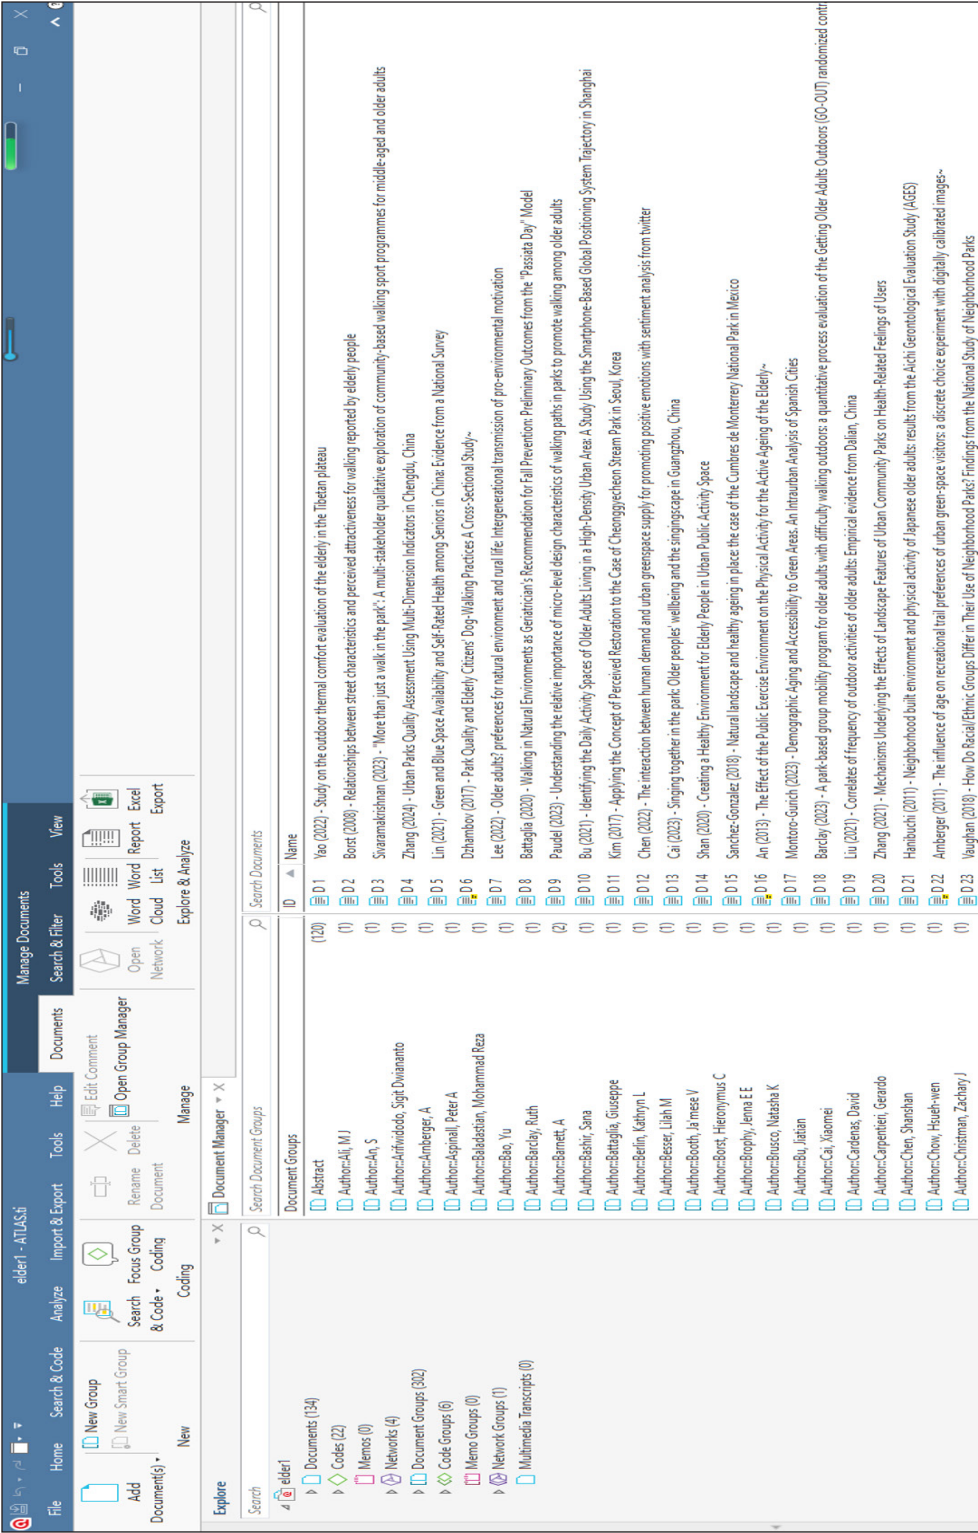 elder1 - ATLAS.ti
Manage Documents
File Home Search & Code Analyze Import & Export Tools Help Documents Search & Filter Tools View
Add Document(s)
New Group
New Smart Group
New
Search & Code
Focus Group Coding
Coding
Rename Document
Delete
Edit Comment
Open Group Manager
Manage
Open Network
Word Cloud
Word List
Report
Excel Export
Explore & Analyze
Explore
Search
elder1
Documents (134)
Codes (22)
Memos (0)
Networks (4)
Document Groups (302)
Code Groups (6)
Memo Groups (0)
Network Groups (1)
Multimedia Transcripts (0)
Document Manager
Search Document Groups
Document Groups
Abstract (120)
Author:Ali, M J (1)
Author:An, S (1)
Author:Arifwidodo, Sigit Dwiananto (1)
Author:Arnberger, A (1)
Author:Aspinall, Peter A (1)
Author:Baladastian, Mohammad Reza (1)
Author:Bao, Yu (1)
Author:Barclay, Ruth (1)
Author:Barnett, A (2)
Author:Bashir, Sana (1)
Author:Battaglia, Giuseppe (1)
Author:Berlin, Kathryn L (1)
Author:Besser, Lilah M (1)
Author:Booth, Ja'mese V (1)
Author:Borst, Hieronymus C (1)
Author:Brophy, Jenna E E (1)
Author:Brusco, Natasha K (1)
Author:Bu, Jiatian (1)
Author:Cai, Xiaomei (1)
Author:Cardenas, David (1)
Author:Carpentieri, Gerardo (1)
Author:Chen, Shanshan (1)
Author:Chow, Hsueh-wen (1)
Author:Christman, Zachary J (1)
Search Documents
ID Name
D 1 Yao (2022) - Study on the outdoor thermal comfort evaluation of the elderly in the Tibetan plateau
D 2 Borst (2008) - Relationships between street characteristics and perceived attractiveness for walking reported by elderly people
D 3 Sivaramakrishnan (2023) - "More than just a walk in the park": A multi-stakeholder qualitative exploration of community-based walking sport programmes for middle-aged and older adults
D 4 Zhang (2024) - Urban Parks Quality Assessment Using Multi-Dimension Indicators in Chengdu, China
D 5 Lin (2021) - Green and Blue Space Availability and Self-Rated Health among Seniors in China: Evidence from a National Survey
D 6 Dzhambov (2017) - Park Quality and Elderly Citizens' Dog-Walking Practices A Cross-Sectional Study~
D 7 Lee (2022) - Older adults? preferences for natural environment and rural life: Intergenerational transmission of pro-environmental motivation
D 8 Battaglia (2020) - Walking in Natural Environments as Geriatrician's Recommendation for Fall Prevention: Preliminary Outcomes from the "Passiata Day" Model
D 9 Paudel (2023) - Understanding the relative importance of micro-level design characteristics of walking paths in parks to promote walking among older adults
D 10 Bu (2021) - Identifying the Daily Activity Spaces of Older Adults Living in a High-Density Urban Area: A Study Using the Smartphone-Based Global Positioning System Trajectory in Shanghai
D 11 Kim (2017) - Applying the Concept of Perceived Restoration to the Case of Cheonggyecheon Stream Park in Seoul, Korea
D 12 Chen (2022) - The interaction between human demand and urban greenspace supply for promoting positive emotions with sentiment analysis from twitter
D 13 Cai (2023) - Singing together in the park: Older peoples' wellbeing and the singingscape in Guangzhou, China
D 14 Shan (2020) - Creating a Healthy Environment for Elderly People in Urban Public Activity Space
D 15 Sanchez-Gonzalez (2018) - Natural landscape and healthy ageing in place: the case of the Cumbres de Monterrey National Park in Mexico
D 16 An (2013) - The Effect of the Public Exercise Environment on the Physical Activity for the Active Ageing of the Elderly~
D 17 Montoro-Gurich (2023) - Demographic Aging and Accessibility to Green Areas. An Intraurban Analysis of Spanish Cities
D 18 Barclay (2023) - A park-based group mobility program for older adults with difficulty walking outdoors: a quantitative process evaluation of the Getting Older Adults Outdoors (GO-OUT) randomized contr
D 19 Liu (2021) - Correlates of frequency of outdoor activities of older adults: Empirical evidence from Dalian, China
D 20 Zhang (2021) - Mechanisms Underlying the Effects of Landscape Features of Urban Community Parks on Health-Related Feelings of Users
D 21 Hanibuchi (2011) - Neighborhood built environment and physical activity of Japanese older adults: results from the Aichi Gerontological Evaluation Study (AGES)
D 22 Arnberger (2011) - The influence of age on recreational trail preferences of urban green-space visitors: a discrete choice experiment with digitally calibrated images~
D 23 Vaughan (2018) - How Do Racial/Ethnic Groups Differ in Their Use of Neighborhood Parks? Findings from the National Study of Neighborhood Parks